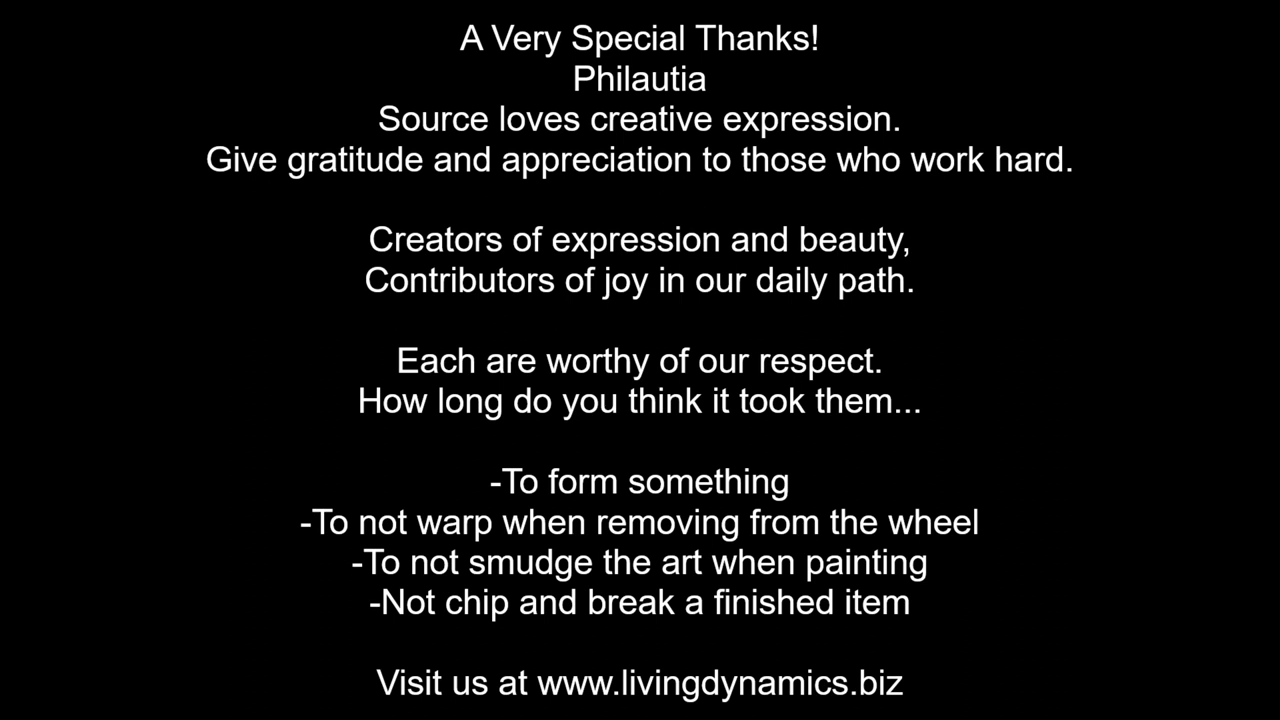 A Very Special Thanks!
Philautia
Source loves creative expression.
Give gratitude and appreciation to those who work hard.
Creators of expression and beauty,
Contributors of joy in our daily path.
Each are worthy of our respect.
How long do you think it took them...
-To form something
-To not warp when removing from the wheel
-To not smudge the art when painting
-Not chip and break a finished item
Visit us at www.livingdynamics.biz